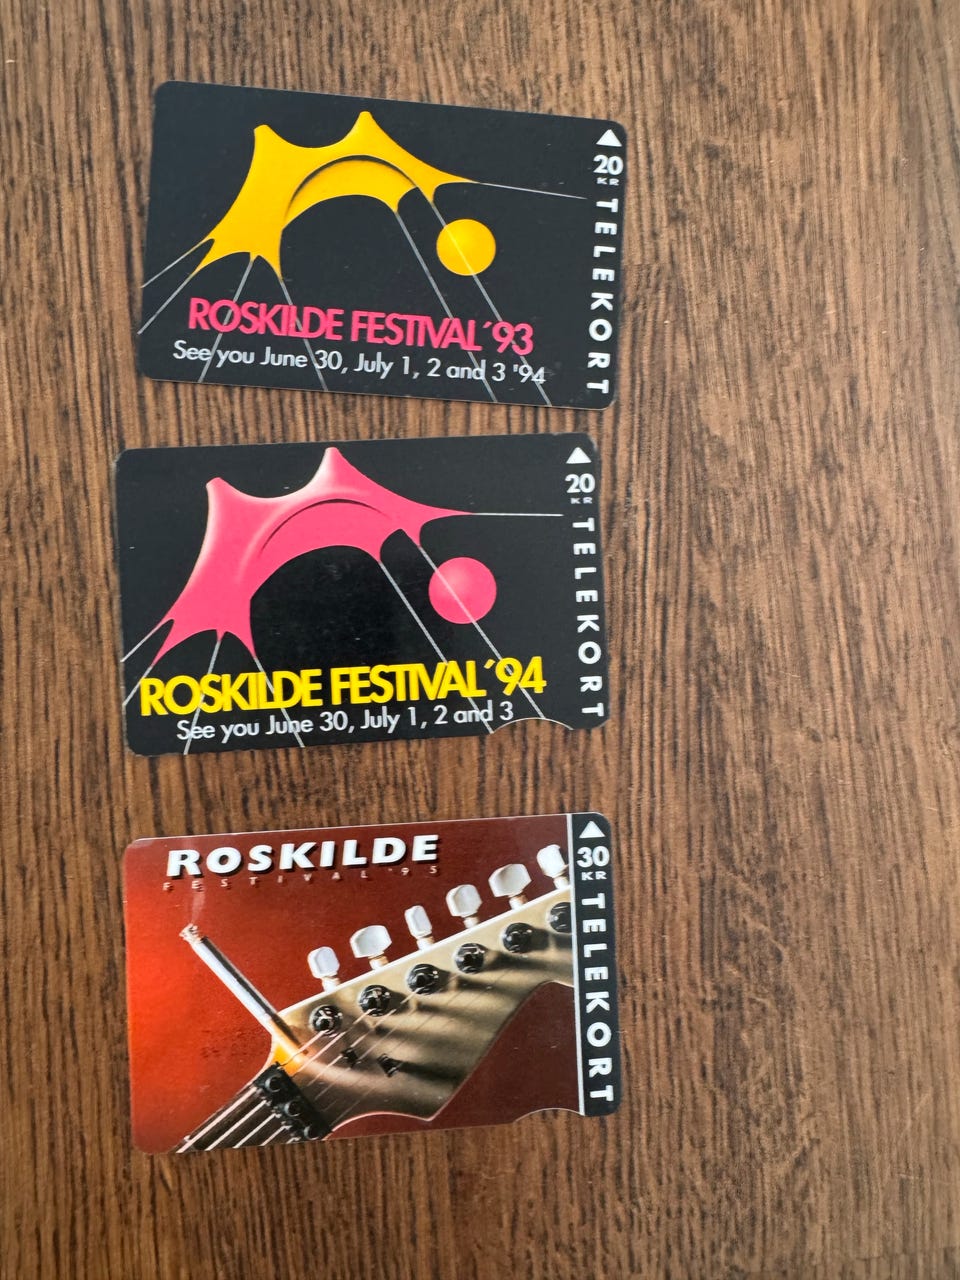 ROSKILDE FESTIVAL ´93
See you June 30, July 1, 2 and 3 '94
20
KR
TELEKORT
ROSKILDE FESTIVAL ´94
See you June 30, July 1, 2 and 3
20
KR
TELEKORT
ROSKILDE
FESTIVAL '95
30
KR
TELEKORT